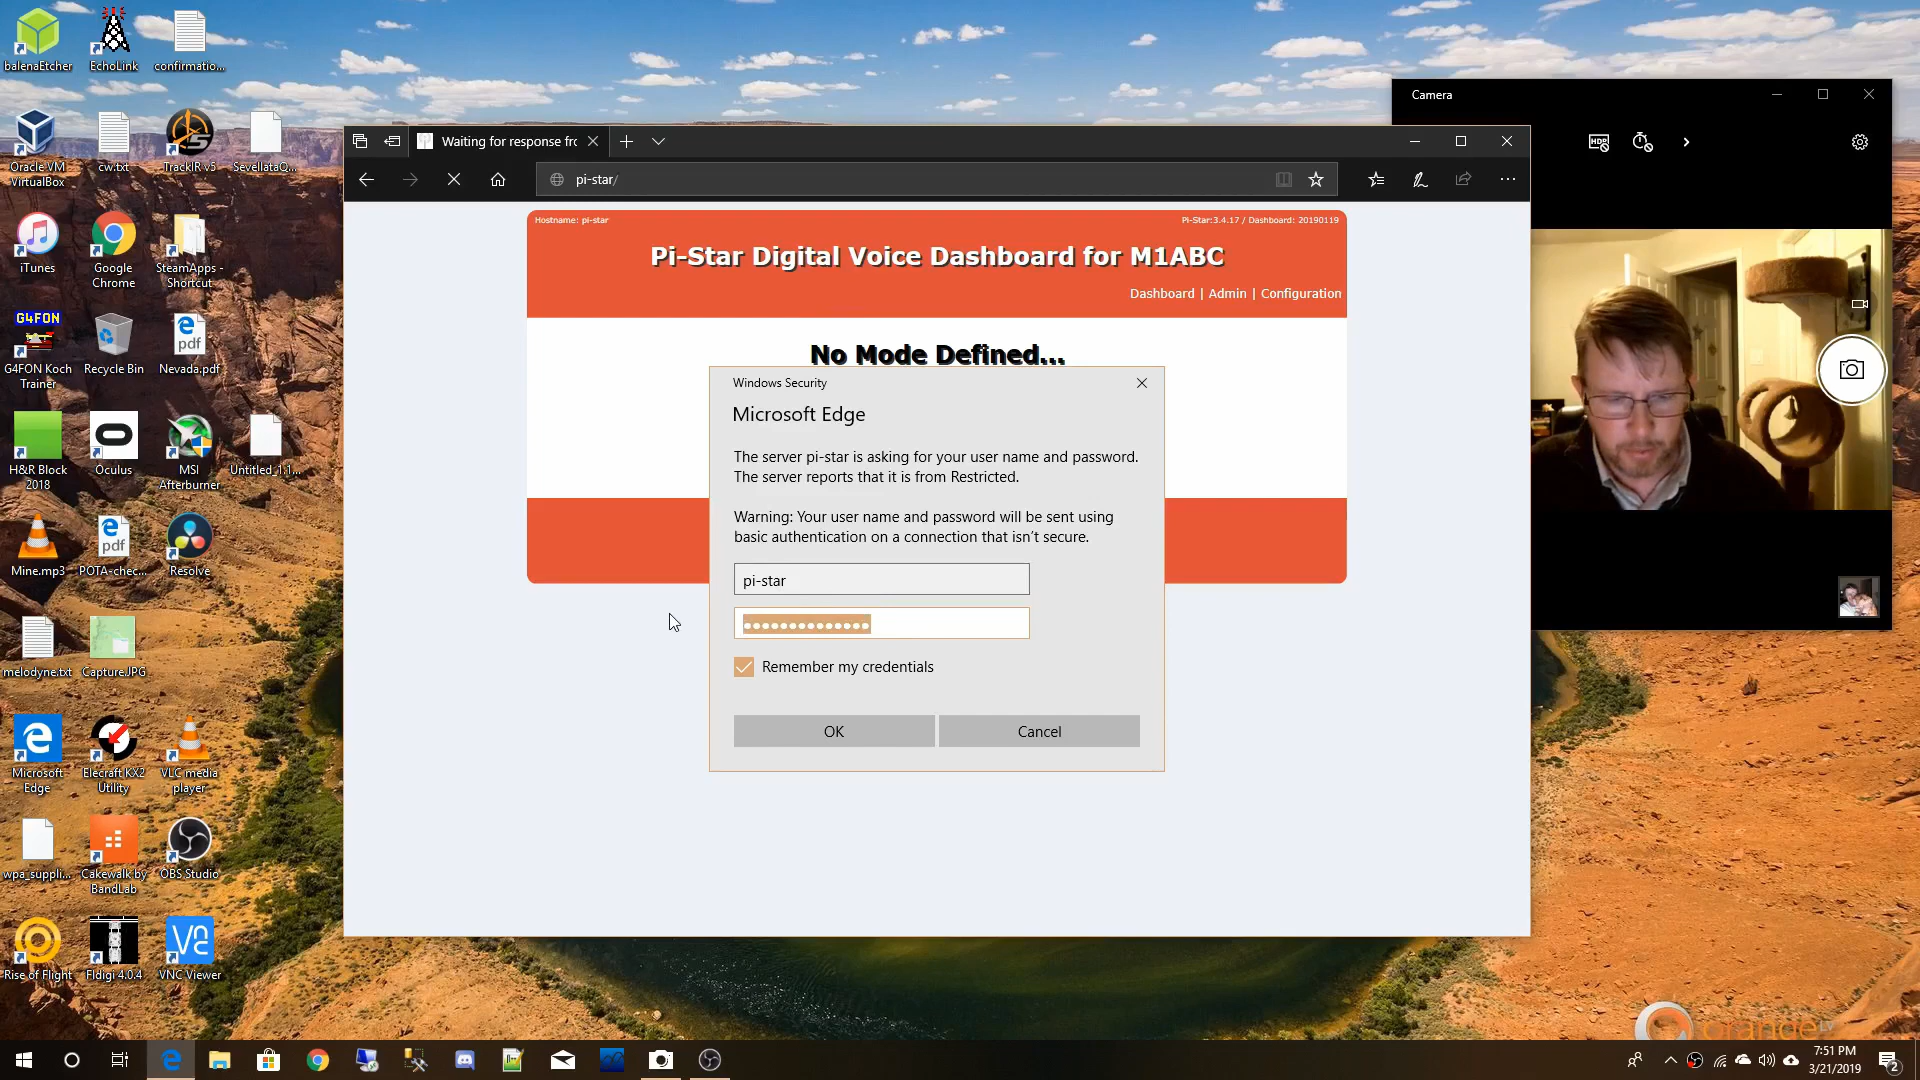 balenaEtcher
EchoLink
confirmatio...
Oracle VM
VirtualBox
cw.txt
TrackIR v5
SevellataQ...
iTunes
Google
Chrome
SteamApps -
Shortcut
G4FON
G4FON Koch
Trainer
Recycle Bin
pdf
Nevada.pdf
H&R Block
2018
Oculus
MSI
Afterburner
Untitled_1.1...
Mine.mp3
pdf
POTA-chec...
Resolve
melodyne.txt
Capture.JPG
Microsoft
Edge
Elecraft KX2
Utility
VLC media
player
wpa_suppli...
Cakewalk by
BandLab
OBS Studio
Rise of Flight
Fldigi 4.0.4
VNC Viewer
Waiting for response fro
pi-star/
Hostname: pi-star
Pi-Star:3.4.17 / Dashboard: 20190119
Pi-Star Digital Voice Dashboard for M1ABC
Dashboard | Admin | Configuration
No Mode Defined...
Windows Security
Microsoft Edge
The server pi-star is asking for your user name and password.
The server reports that it is from Restricted.
Warning: Your user name and password will be sent using
basic authentication on a connection that isn't secure.
pi-star
Remember my credentials
OK
Cancel
Camera
HDR
7:51 PM
3/21/2019
2